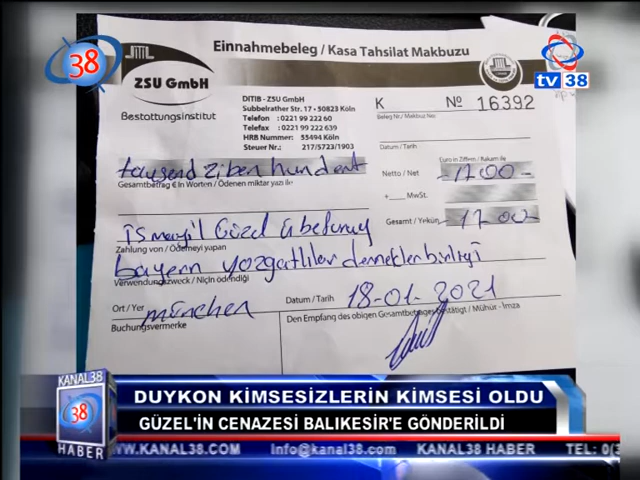 38
tv 38
Einnahmebeleg / Kasa Tahsilat Makbuzu
ZSU GmbH
Bestattungsinstitut
DITIB - ZSU GmbH
Subbelrather Str. 17 · 50823 Köln
Telefon : 0221 99 222 60
Telefax : 0221 99 222 639
HRB Nummer: 55494 Köln
Steuer Nr.: 217/5723/1903
K
№ 16392
Beleg Nr./ Makbuz No:
Datum / Tarih:
tausend ziben hundert
Gesamtbetrag € in Worten / Ödenen miktar yazı ile
Euro in Ziffern / Rakam ile
Netto / Net
-1700-
+ MwSt.
Gesamt / Yekün
-1700-
ismayil Güzel
Zahlung von / Ödemeyi yapan
bayern yozgatlılar dernekler birliği
Verwendungszweck / Niçin ödendiği
Ort / Yer
münchen
Datum / Tarih
18-01-2021
Buchungsvermerke
Den Empfang des obigen Gesamtbetrages bestätigt / Mühür - İmza
KANAL38
38
HABER
DUYKON KİMSESİZLERİN KİMSESİ OLDU
GÜZEL'İN CENAZESİ BALIKESİR'E GÖNDERİLDİ
WWW.KANAL38.COM info@kanal38.com KANAL38 HABER TEL: 0(3